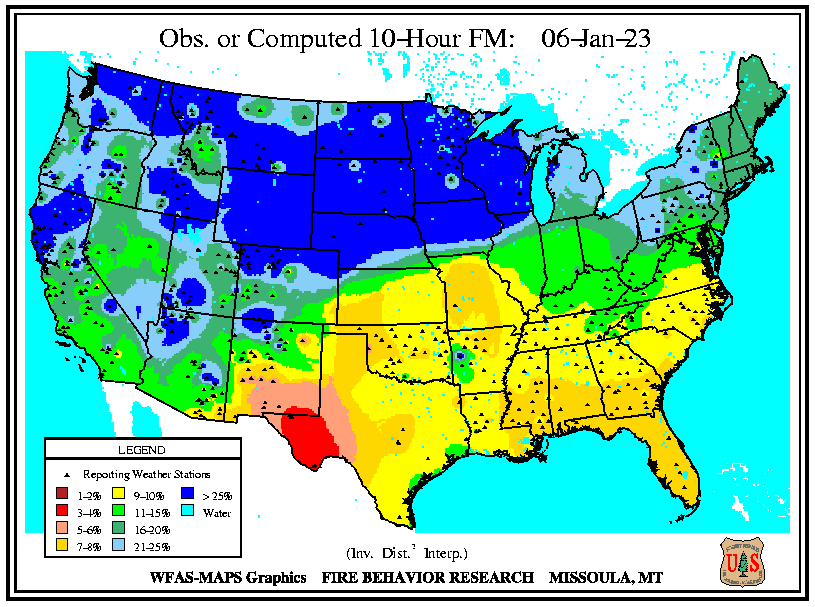 Obs. or Computed 10-Hour FM: 06-Jan-23
LEGEND
Reporting Weather Stations
1-2%
3-4%
5-6%
7-8%
9-10%
11-15%
16-20%
21-25%
> 25%
Water
(Inv. Dist.² Interp.)
WFAS-MAPS Graphics FIRE BEHAVIOR RESEARCH MISSOULA, MT
U S